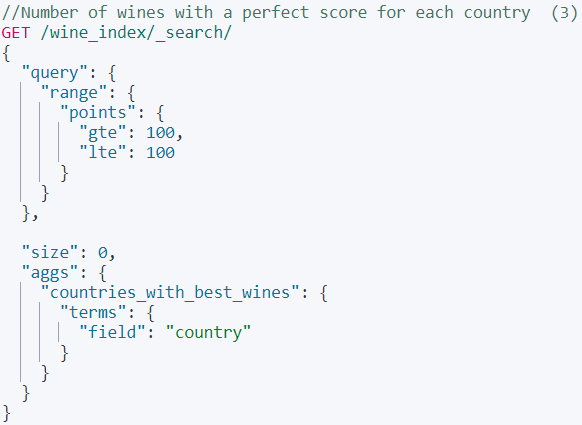 //Number of wines with a perfect score for each country  (3)
GET /wine_index/_search/
{
  "query": {
    "range": {
      "points": {
        "gte": 100,
        "lte": 100
      }
    }
  },

  "size": 0,
  "aggs": {
    "countries_with_best_wines": {
      "terms": {
        "field": "country"
      }
    }
  }
}